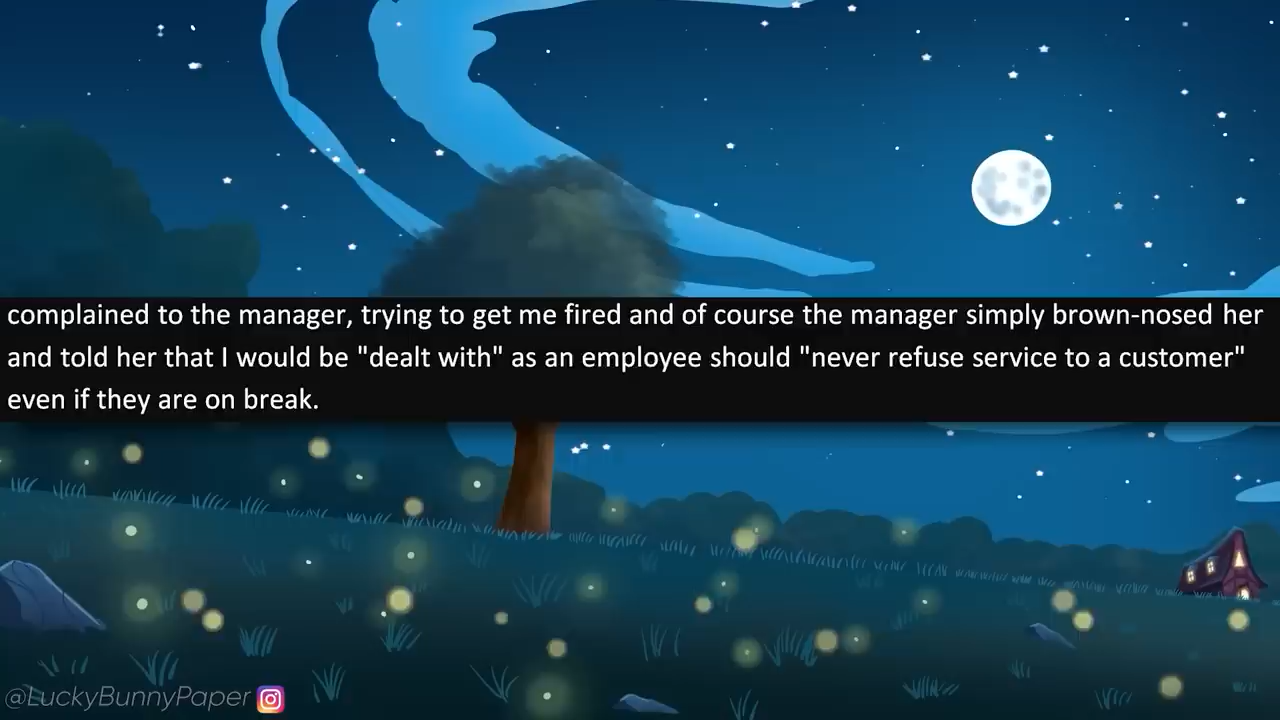 complained to the manager, trying to get me fired and of course the manager simply brown-nosed her
and told her that I would be "dealt with" as an employee should "never refuse service to a customer"
even if they are on break.
@LuckyBunnyPaper